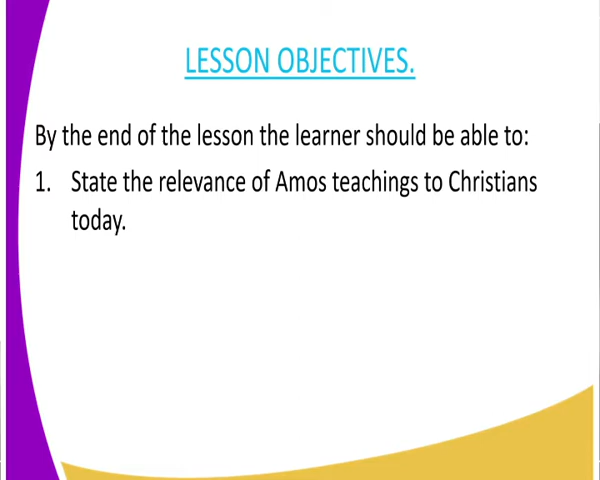 LESSON OBJECTIVES.
By the end of the lesson the learner should be able to:
1. State the relevance of Amos teachings to Christians
today.